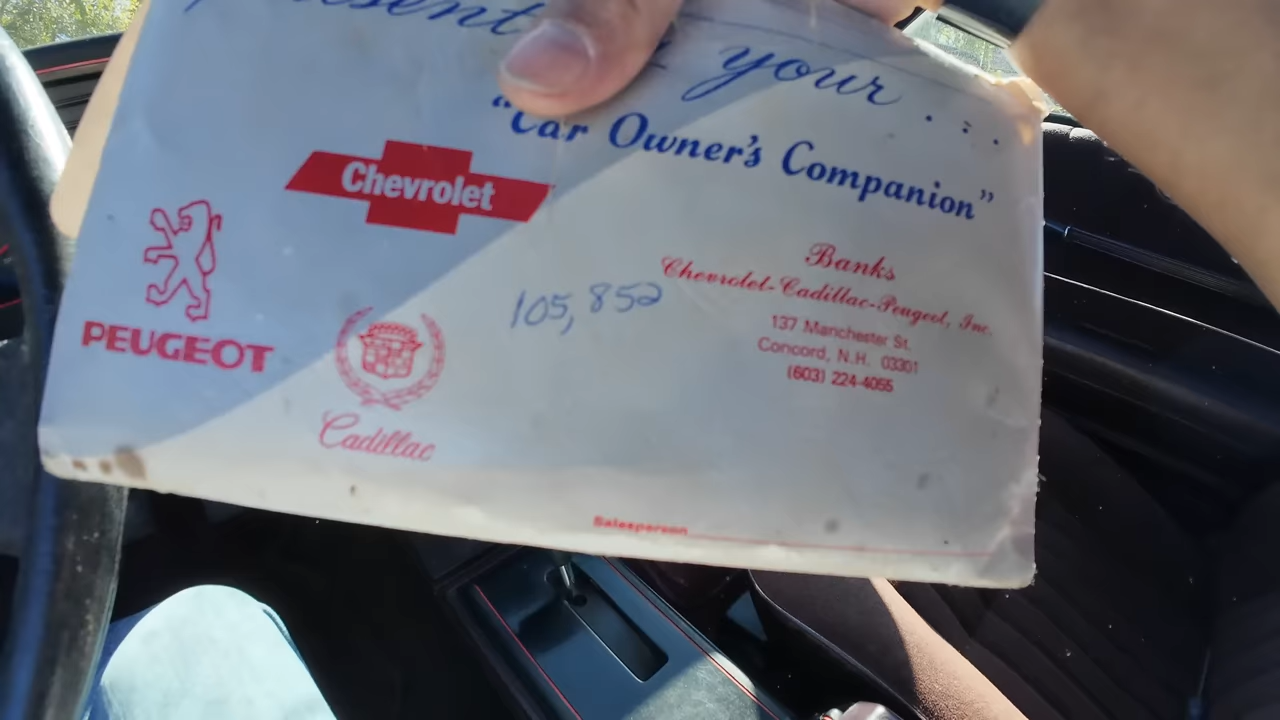 your ...
"Car Owner's Companion"
Chevrolet
PEUGEOT
Cadillac
105,852
Banks
Chevrolet-Cadillac-Peugeot, Inc.
137 Manchester St.
Concord, N.H. 03301
(603) 224-4055
Salesperson